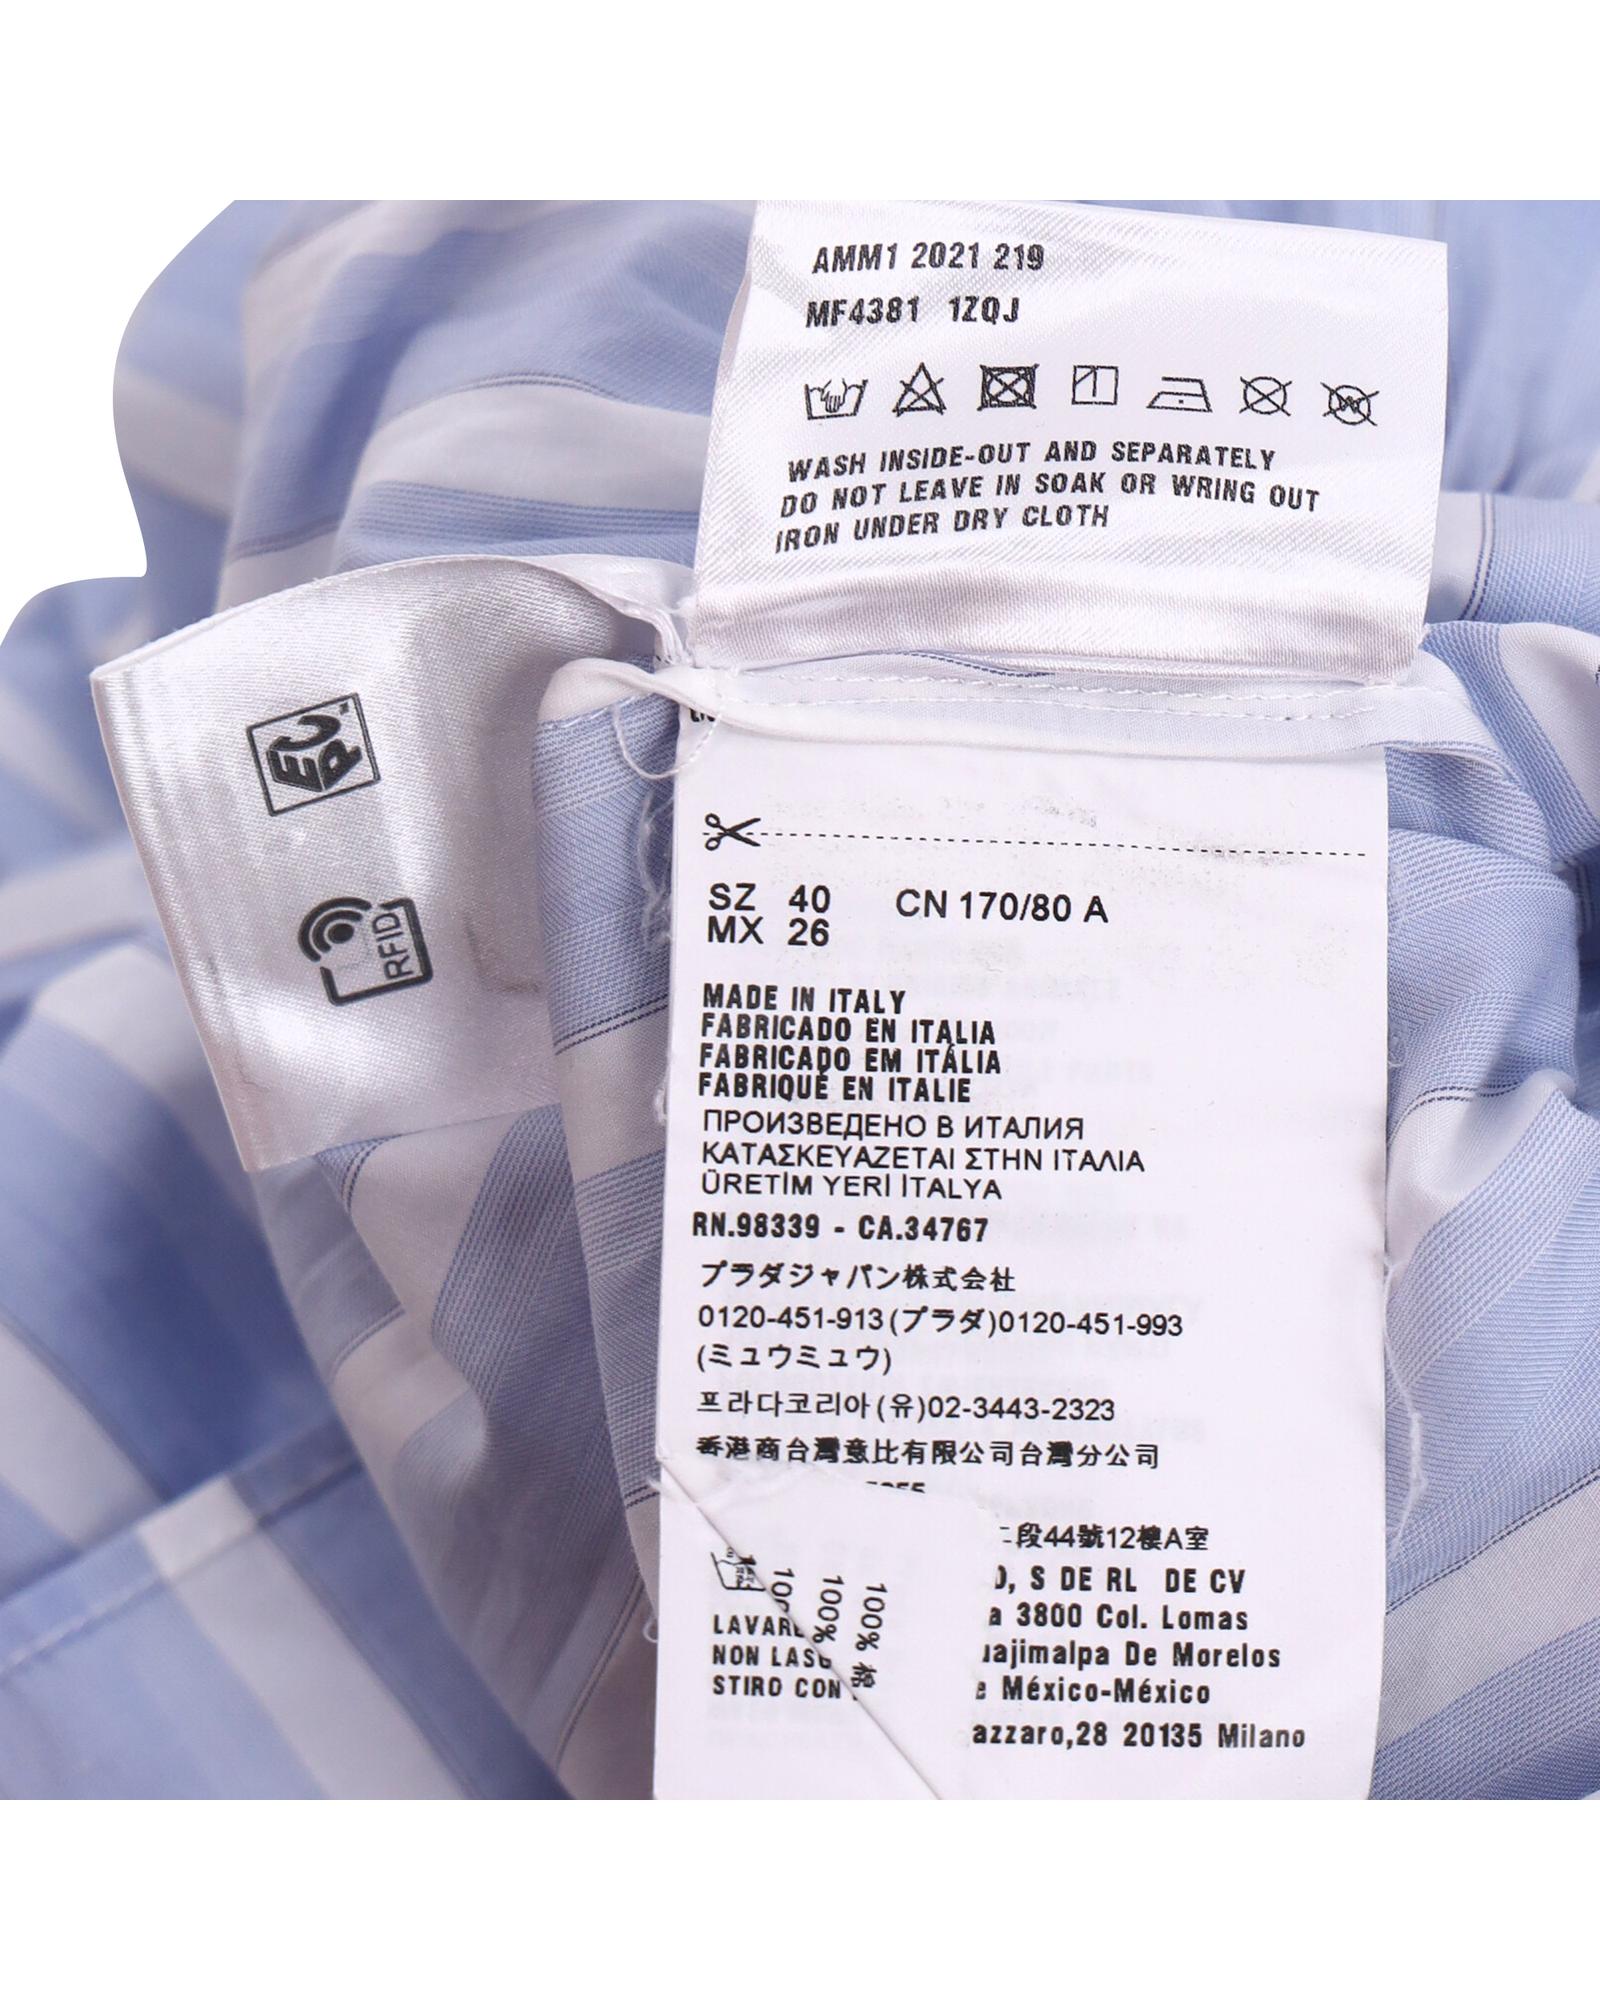 AMM1 2021 219
MF4381 1ZQJ
WASH INSIDE-OUT AND SEPARATELY
DO NOT LEAVE IN SOAK OR WRING OUT
IRON UNDER DRY CLOTH
EPC
RFID
SZ 40 CN 170/80 A
MX 26
MADE IN ITALY
FABRICADO EN ITALIA
FABRICADO EM ITÁLIA
FABRIQUÉ EN ITALIE
ПРОИЗВЕДЕНО В ИТАЛИЯ
ΚΑΤΑΣΚΕΥΑΖΕΤΑΙ ΣΤΗΝ ΙΤΑΛΙΑ
ÜRETİM YERİ İTALYA
RN.98339 - CA.34767
プラダジャパン株式会社
0120-451-913(プラダ)0120-451-993
(ミュウミュウ)
프라다코리아(유)02-3443-2323
香港商台灣意比有限公司台灣分公司
段44號12樓A室
, S DE RL DE CV
3800 Col. Lomas
De Morelos
México-México
azzaro,28 20135 Milano
100%
100% 棉
LAVAR
NON LASC
STIRO CON